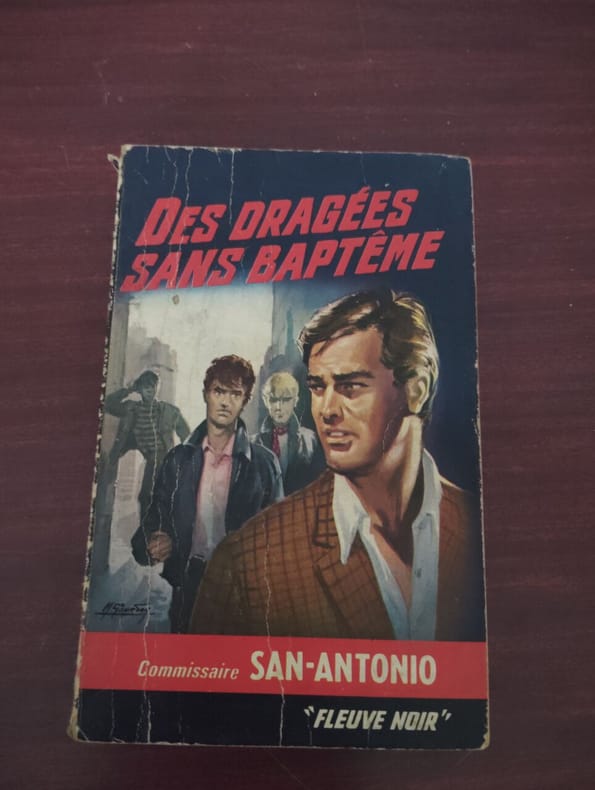 DES DRAGÉES
SANS BAPTÊME
Commissaire SAN-ANTONIO
"FLEUVE NOIR"